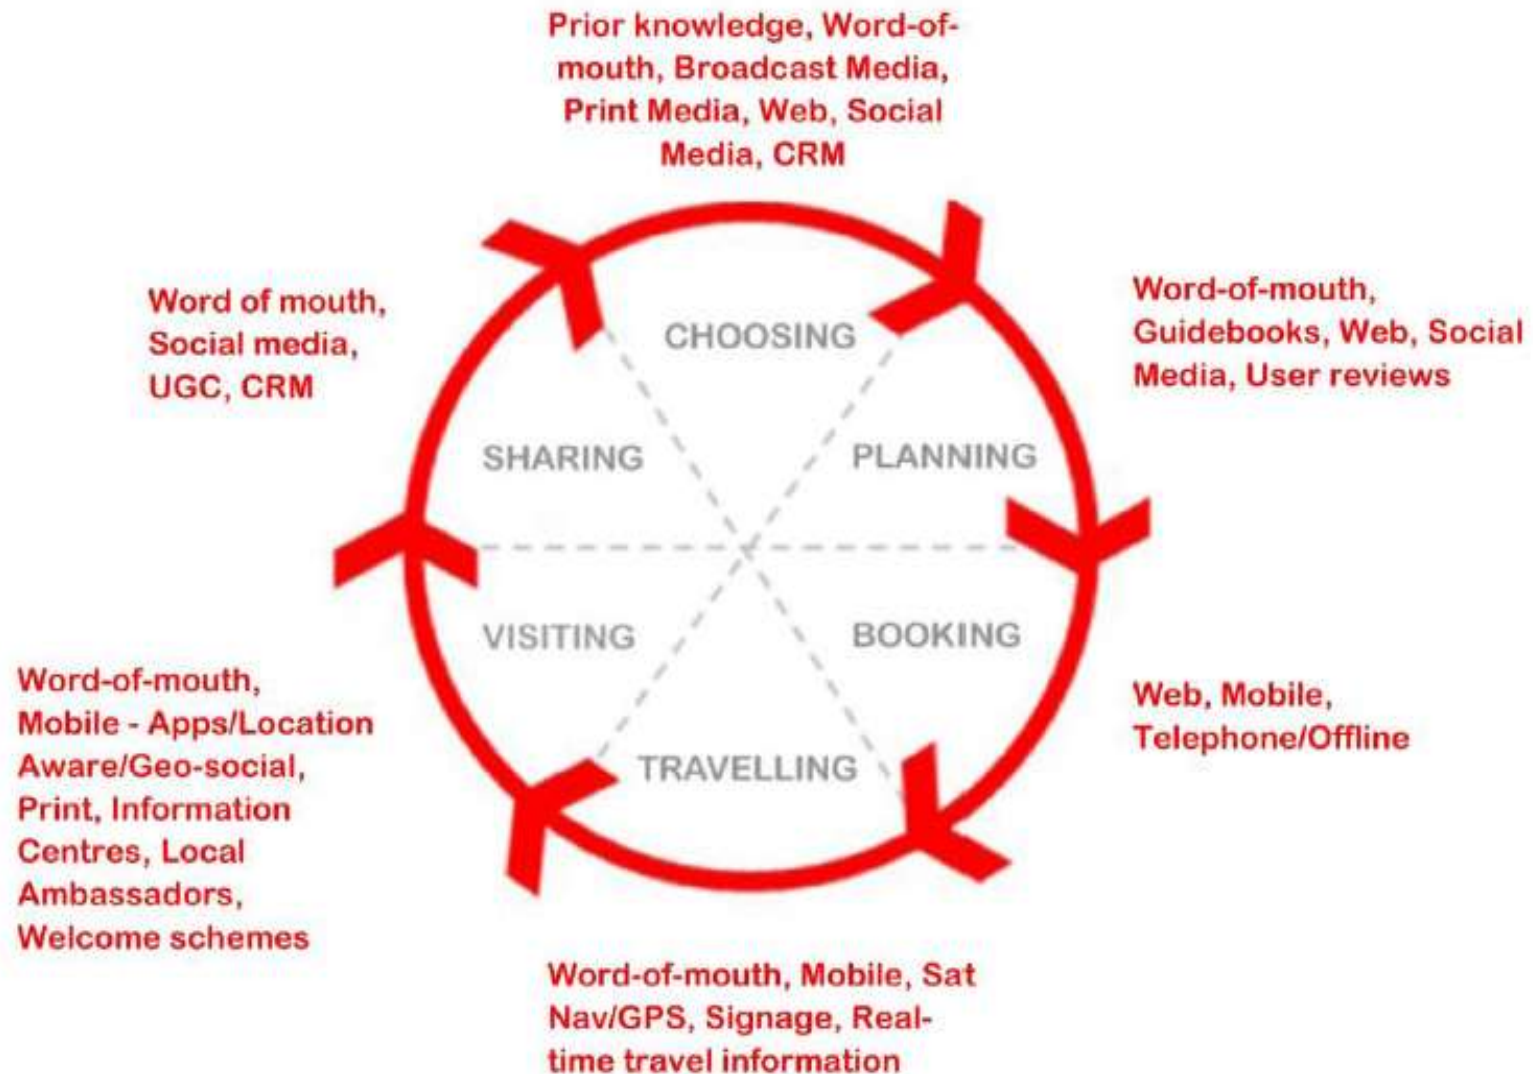 Prior knowledge, Word-of-
mouth, Broadcast Media,
Print Media, Web, Social
Media, CRM
Word-of-mouth,
Guidebooks, Web, Social
Media, User reviews
Word of mouth,
Social media,
UGC, CRM
CHOOSING
SHARING
PLANNING
VISITING
BOOKING
TRAVELLING
Web, Mobile,
Telephone/Offline
Word-of-mouth,
Mobile - Apps/Location
Aware/Geo-social,
Print, Information
Centres, Local
Ambassadors,
Welcome schemes
Word-of-mouth, Mobile, Sat
Nav/GPS, Signage, Real-
time travel information